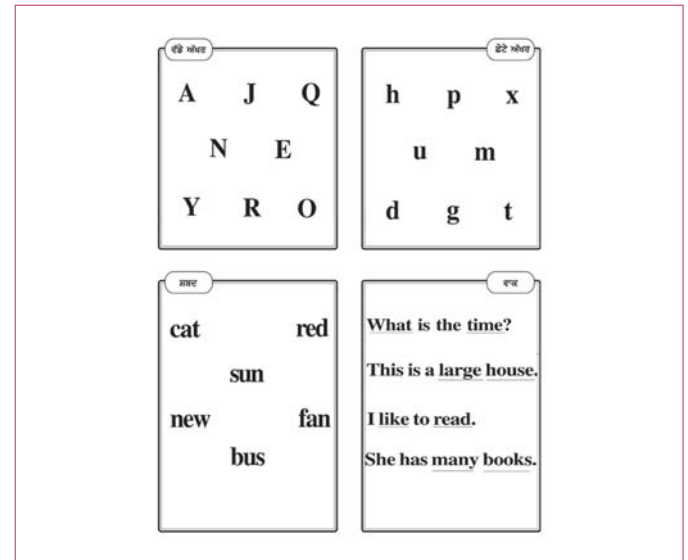 ਵੱਡੇ ਅੱਖਰ
A J Q
N E
Y R O
ਛੋਟੇ ਅੱਖਰ
h p x
u m
d g t
ਸ਼ਬਦ
cat red
sun
new fan
bus
ਵਾਕ
What is the time?
This is a large house.
I like to read.
She has many books.